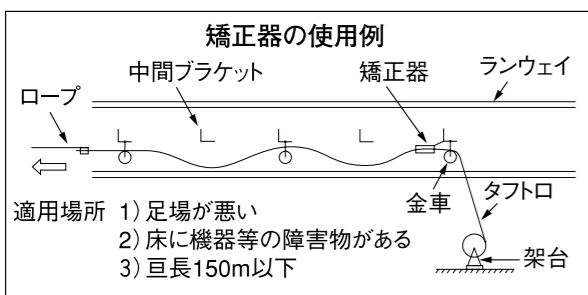 矯正器の使用例
中間ブラケット
矯正器
ランウェイ
ロープ
金車
タフトロ
適用場所 1）足場が悪い
2）床に機器等の障害物がある
3）亘長150m以下
架台